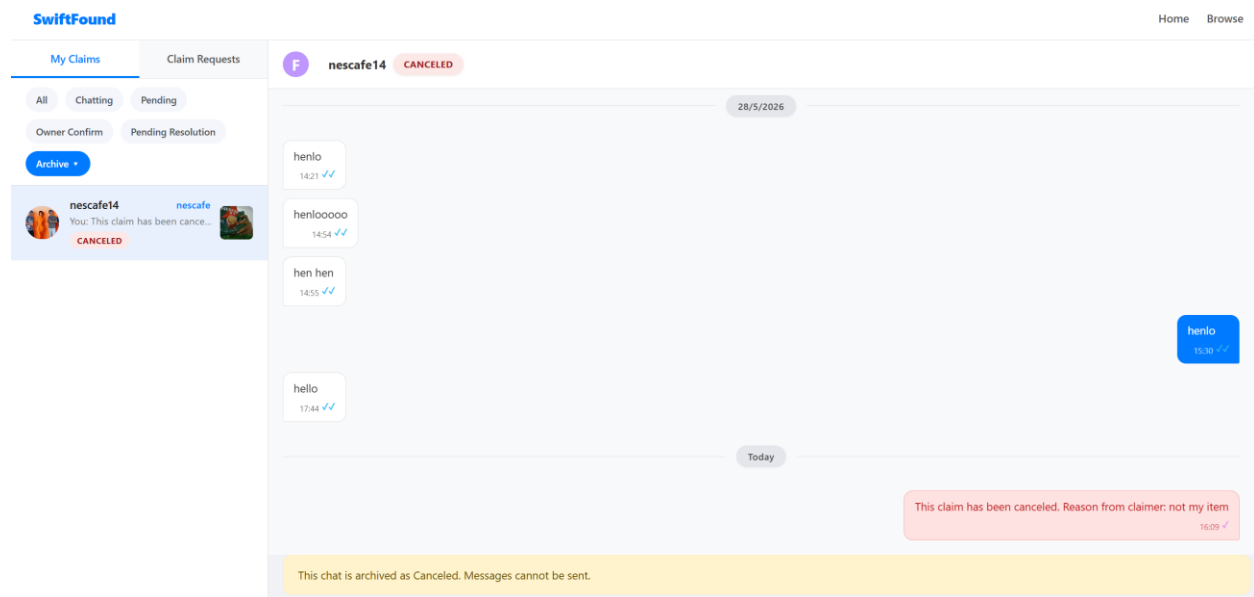 SwiftFound
Home Browse
My Claims Claim Requests
All Chatting Pending
Owner Confirm Pending Resolution
Archive
nescafe14 nescafe
You: This claim has been cance...
CANCELED
F nescafe14 CANCELED
28/5/2026
henlo
14:21
henlooooo
14:54
hen hen
14:55
henlo
15:30
hello
17:44
Today
This claim has been canceled. Reason from claimer: not my item
16:09
This chat is archived as Canceled. Messages cannot be sent.